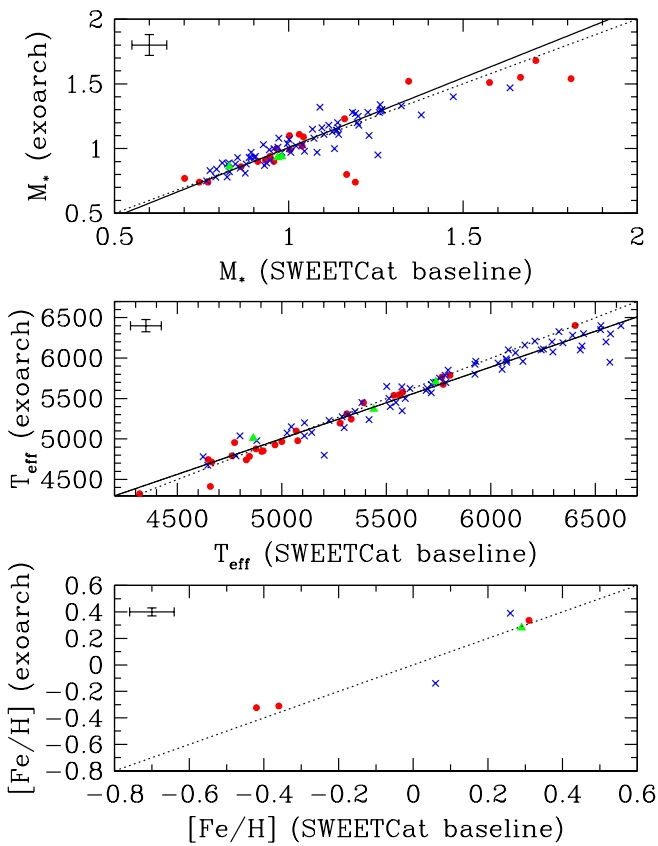 2
1.5
1
0.5
M* (exoarch)
0.5 1 1.5 2
M* (SWEETCat baseline)
6500
6000
5500
5000
4500
Teff (exoarch)
4500 5000 5500 6000 6500
Teff (SWEETCat baseline)
0.6
0.4
0.2
0
−0.2
−0.4
−0.6
−0.8
[Fe/H] (exoarch)
−0.8 −0.6 −0.4 −0.2 0 0.2 0.4 0.6
[Fe/H] (SWEETCat baseline)